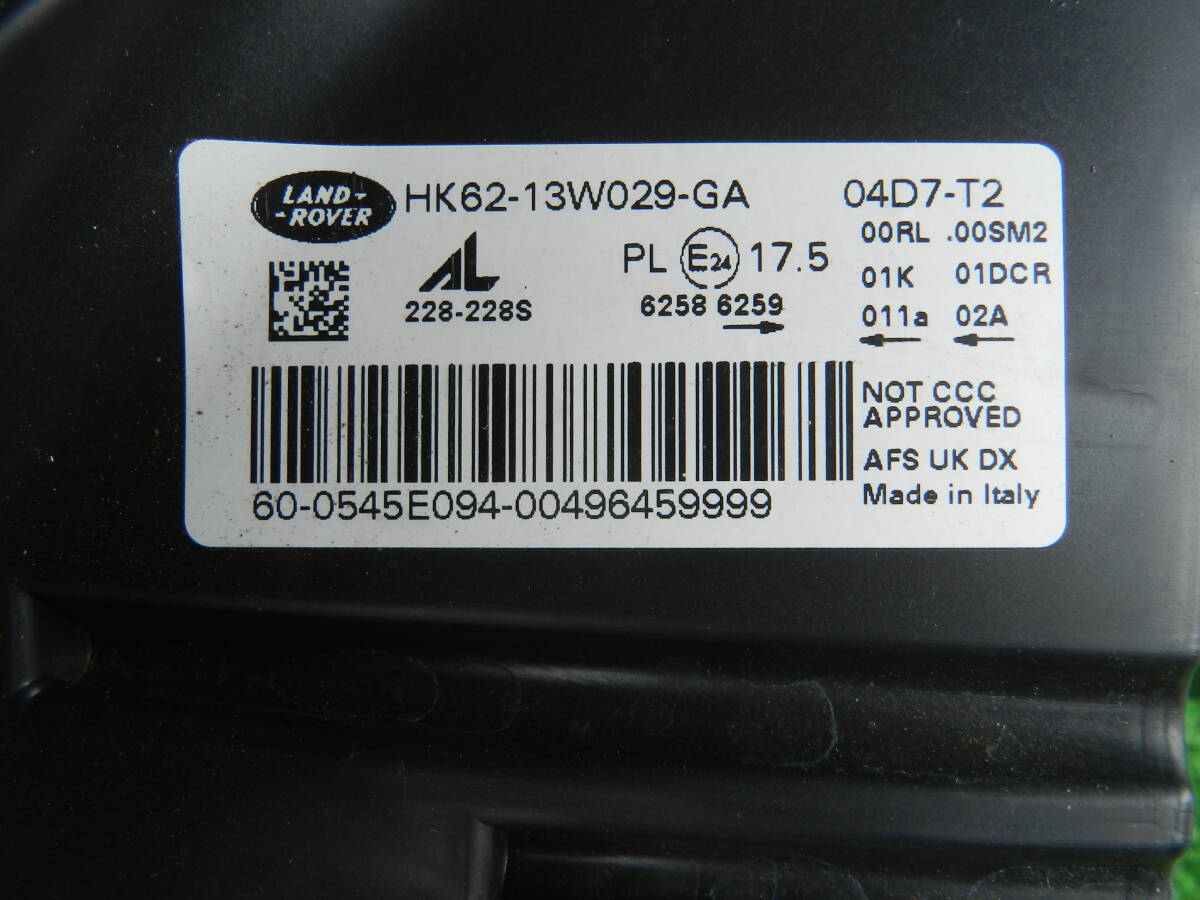 LAND-
-ROVER
HK62-13W029-GA
04D7-T2
00RL .00SM2
AL
PL E24 17.5
01K 01DCR
228-228S
6258 6259
011a 02A
NOT CCC
APPROVED
AFS UK DX
Made in Italy
60-0545E094-00496459999